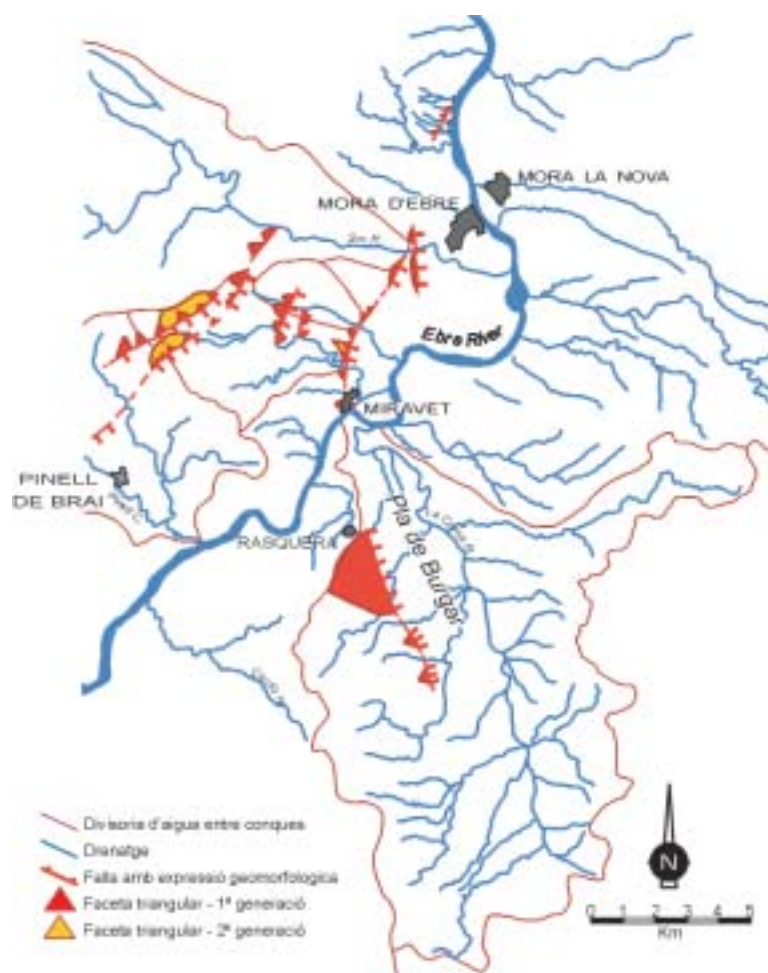 MORA LA NOVA
MORA D'EBRE
Ebre River
MIRAVET
PINELL
DE BRAI
RASQUERA
Pla de Burgar
Divisoria d'aigua entre conques
Drenatge
Falla amb expressió geomorfologica
Faceta triangular - 1ª generació
Faceta triangular - 2ª generació
N
0 1 2 3 4 5
Km